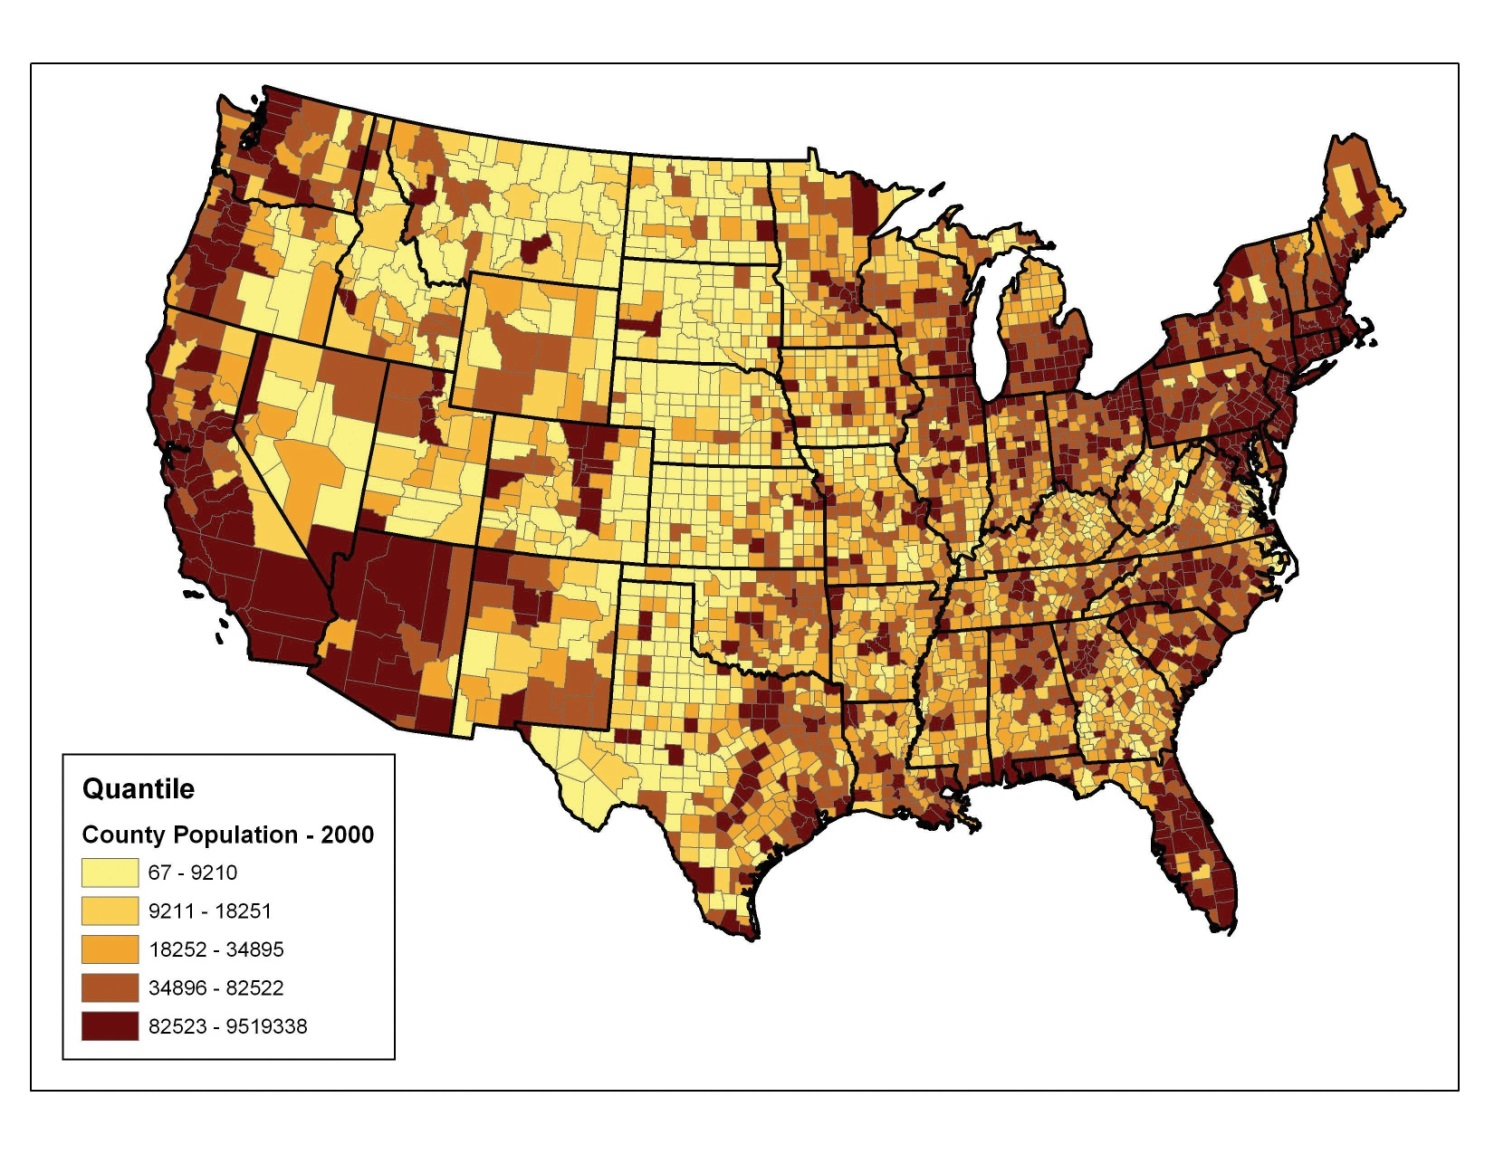 Quantile
County Population - 2000
67 - 9210
9211 - 18251
18252 - 34895
34896 - 82522
82523 - 9519338